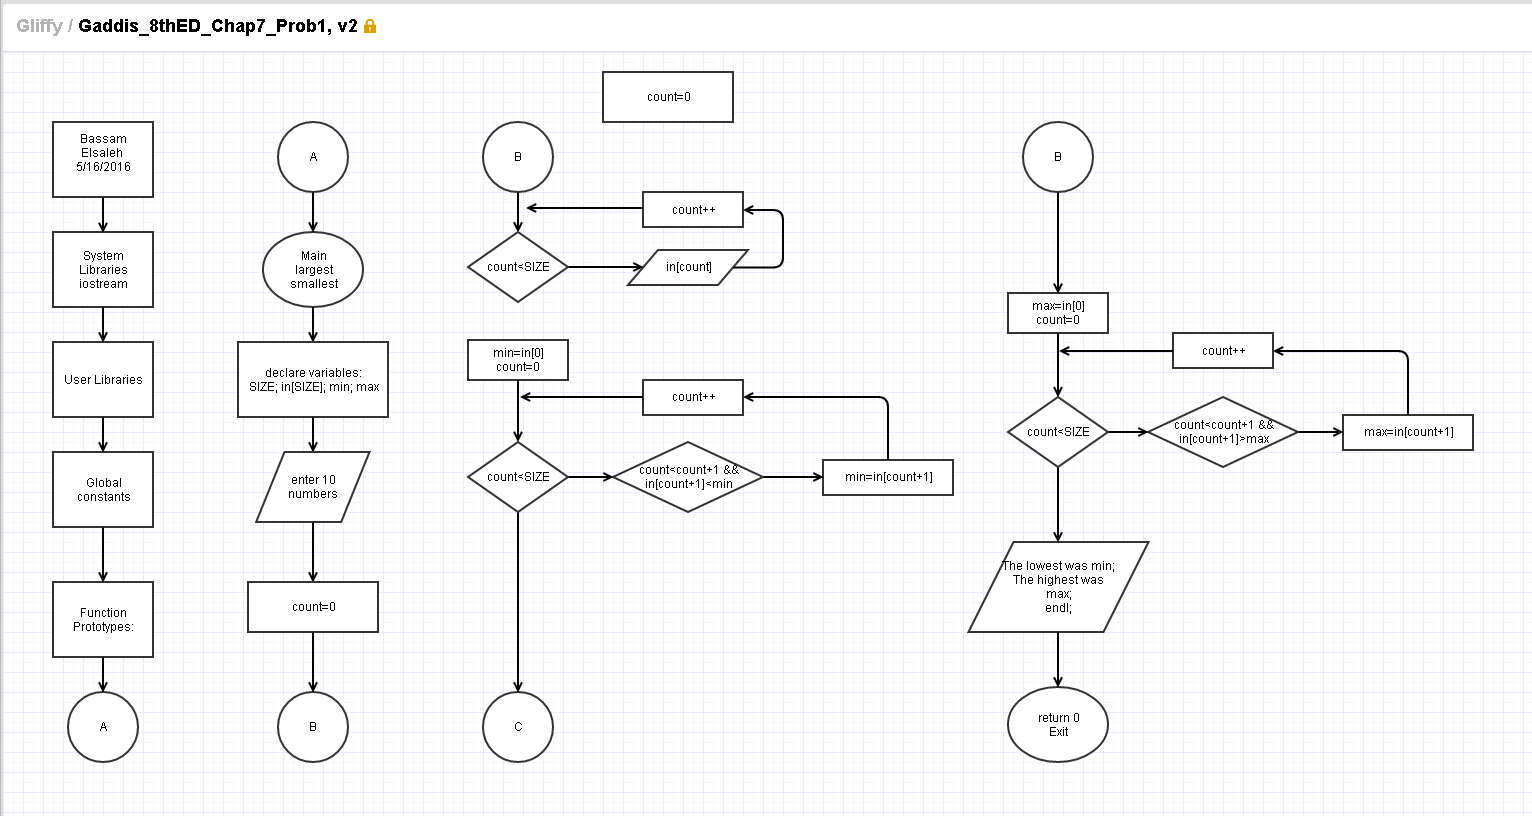 Gliffy / Gaddis_8thED_Chap7_Prob1, v2
count=0
Bassam
Elsaleh
5/16/2016
System
Libraries
iostream
User Libraries
Global
constants
Function
Prototypes:
A
A
Main
largest
smallest
declare variables:
SIZE; in[SIZE]; min; max
enter 10
numbers
count=0
B
B
count++
count<SIZE
in[count]
min=in[0]
count=0
count++
count<SIZE
count<count+1 &&
in[count+1]<min
min=in[count+1]
C
B
max=in[0]
count=0
count++
count<SIZE
count<count+1 &&
in[count+1]>max
max=in[count+1]
The lowest was min;
The highest was
max;
endl;
return 0
Exit